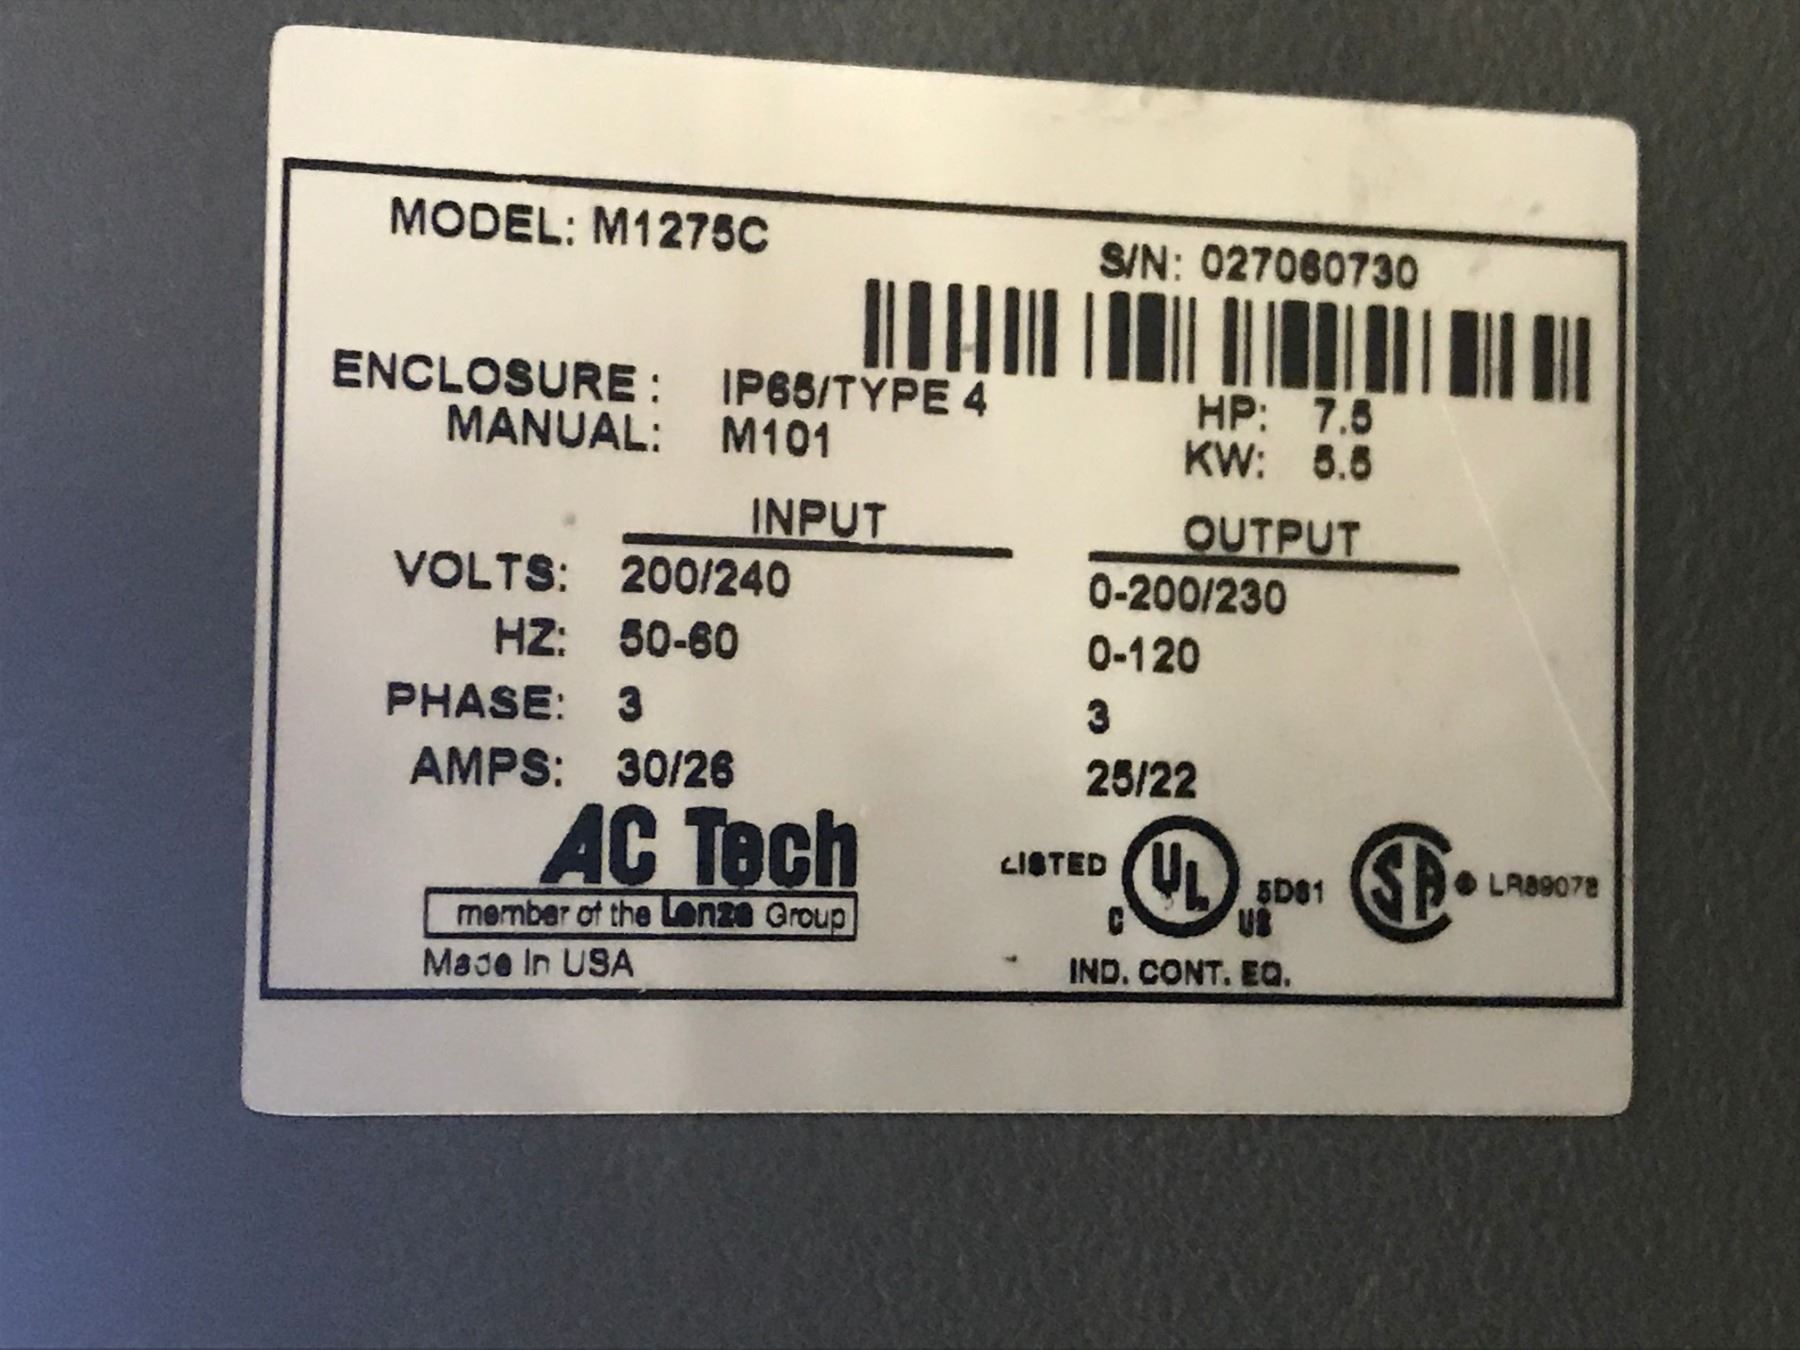 MODEL: M1275C
S/N: 027060730
ENCLOSURE: IP65/TYPE 4
MANUAL: M101
HP: 7.5
KW: 5.5
INPUT OUTPUT
VOLTS: 200/240 0-200/230
HZ: 50-60 0-120
PHASE: 3 3
AMPS: 30/26 25/22
AC Tech
member of the Lenze Group
Made In USA
LISTED C UL US 5D81
SA ® LR89078
IND. CONT. EQ.